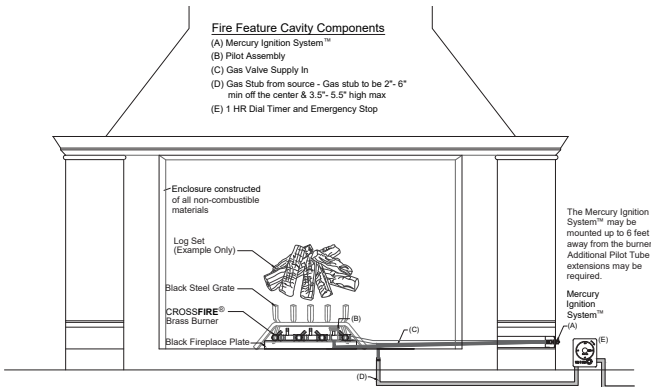 Fire Feature Cavity Components
(A) Mercury Ignition System™
(B) Pilot Assembly
(C) Gas Valve Supply In
(D) Gas Stub from source - Gas stub to be 2"- 6"
min off the center & 3.5"- 5.5" high max
(E) 1 HR Dial Timer and Emergency Stop
Enclosure constructed
of all non-combustible
materials
Log Set
(Example Only)
Black Steel Grate
CROSSFIRE®
Brass Burner
Black Fireplace Plate
(B)
(C)
(D)
The Mercury Ignition
System™ may be
mounted up to 6 feet
away from the burner
Additional Pilot Tube
extensions may be
required.
Mercury
Ignition
System™
(A)
(E)